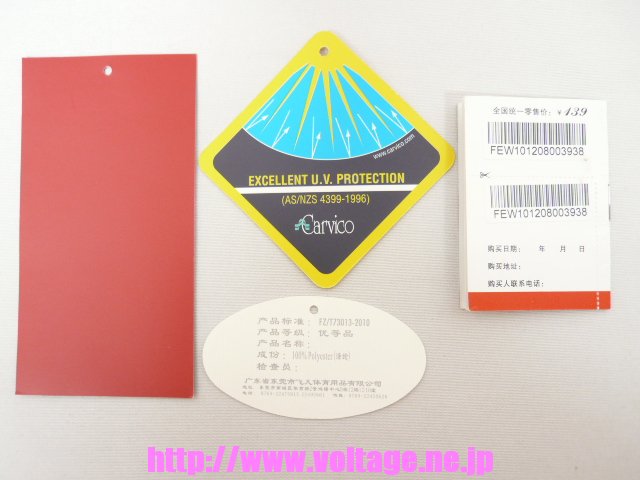 www.carvico.com
EXCELLENT U.V. PROTECTION
(AS/NZS 4399-1996)
Carvico
全国统一零售价: ¥ 439
FEW101208003938
FEW101208003938
购买日期: 年 月 日
购买地址:
购买人联系电话:
产品标准: FZ/T73013-2010
产品等级: 优等品
产品名称:
成份: 100% Polyester
检查员:
广东省东莞市飞人体育用品有限公司
http://www.voltage.ne.jp